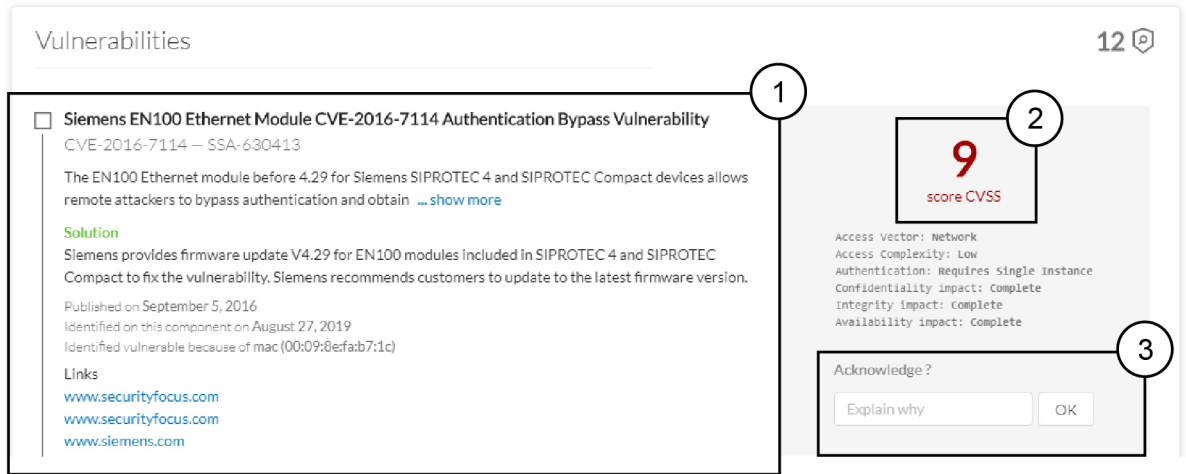 Vulnerabilities
12
1
Siemens EN100 Ethernet Module CVE-2016-7114 Authentication Bypass Vulnerability
CVE-2016-7114 — SSA-630413
The EN100 Ethernet module before 4.29 for Siemens SIPROTEC 4 and SIPROTEC Compact devices allows
remote attackers to bypass authentication and obtain ... show more
Solution
Siemens provides firmware update V4.29 for EN100 modules included in SIPROTEC 4 and SIPROTEC
Compact to fix the vulnerability. Siemens recommends customers to update to the latest firmware version.
Published on September 5, 2016
Identified on this component on August 27, 2019
Identified vulnerable because of mac (00:09:8e:fa:b7:1c)
Links
www.securityfocus.com
www.securityfocus.com
www.siemens.com
2
9
score CVSS
Access Vector: Network
Access Complexity: Low
Authentication: Requires Single Instance
Confidentiality impact: Complete
Integrity impact: Complete
Availability impact: Complete
3
Acknowledge ?
Explain why
OK